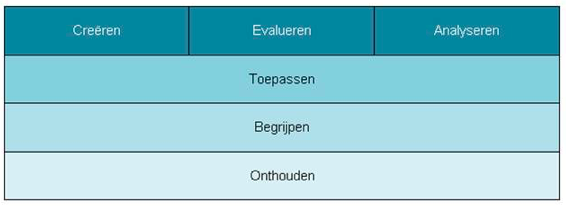 Creëren Evalueren Analyseren
Toepassen
Begrijpen
Onthouden